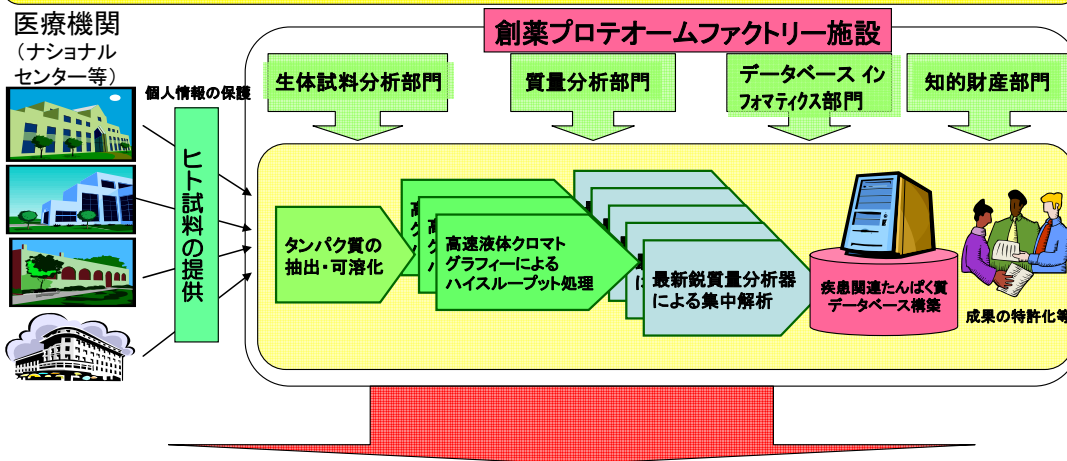 医療機関
（ナショナル
センター等）
個人情報の保護
ヒト試料の提供
創薬プロテオームファクトリー施設
生体試料分析部門
質量分析部門
データベース イン
フォマティクス部門
知的財産部門
タンパク質の
抽出・可溶化
高速液体クロマト
グラフィーによる
ハイスループット処理
最新鋭質量分析器
による集中解析
疾患関連たんぱく質
データベース構築
成果の特許化等